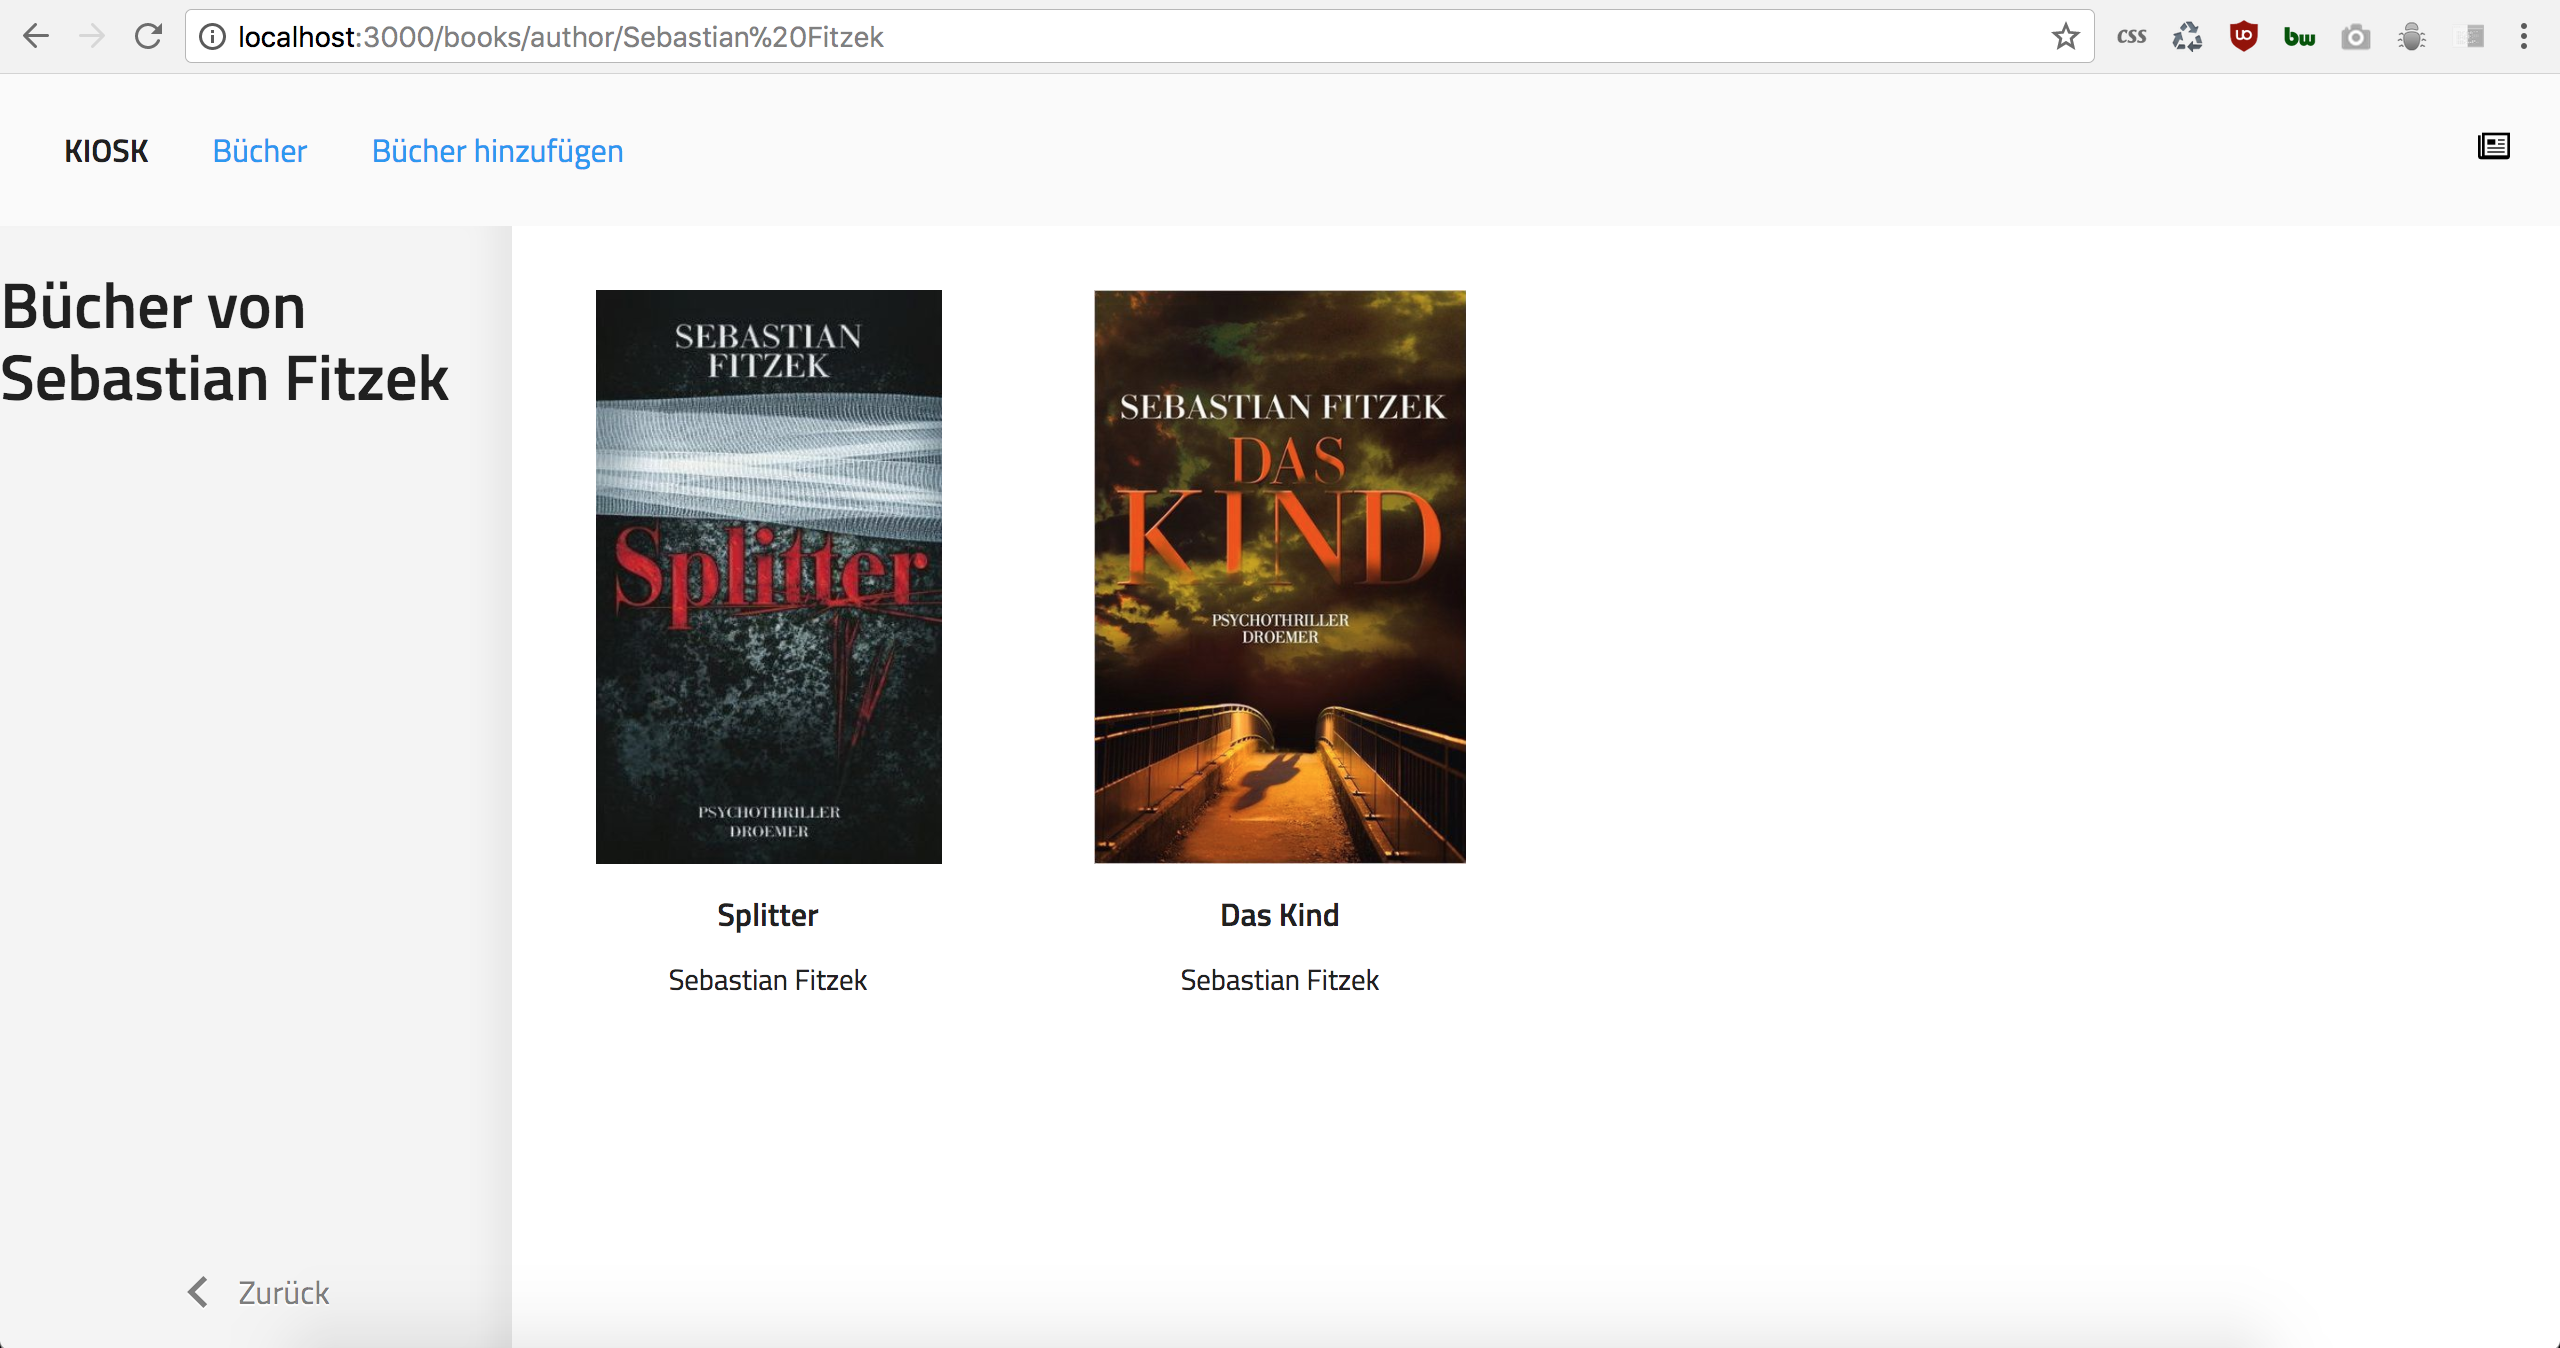 localhost:3000/books/author/Sebastian%20Fitzek
css
UO
bw
KIOSK
Bücher
Bücher hinzufügen
Bücher von
Sebastian Fitzek
SEBASTIAN
FITZEK
Splitter
PSYCHOTHRILLER
DROEMER
Splitter
Sebastian Fitzek
SEBASTIAN FITZEK
DAS
KIND
PSYCHOTHRILLER
DROEMER
Das Kind
Sebastian Fitzek
Zurück